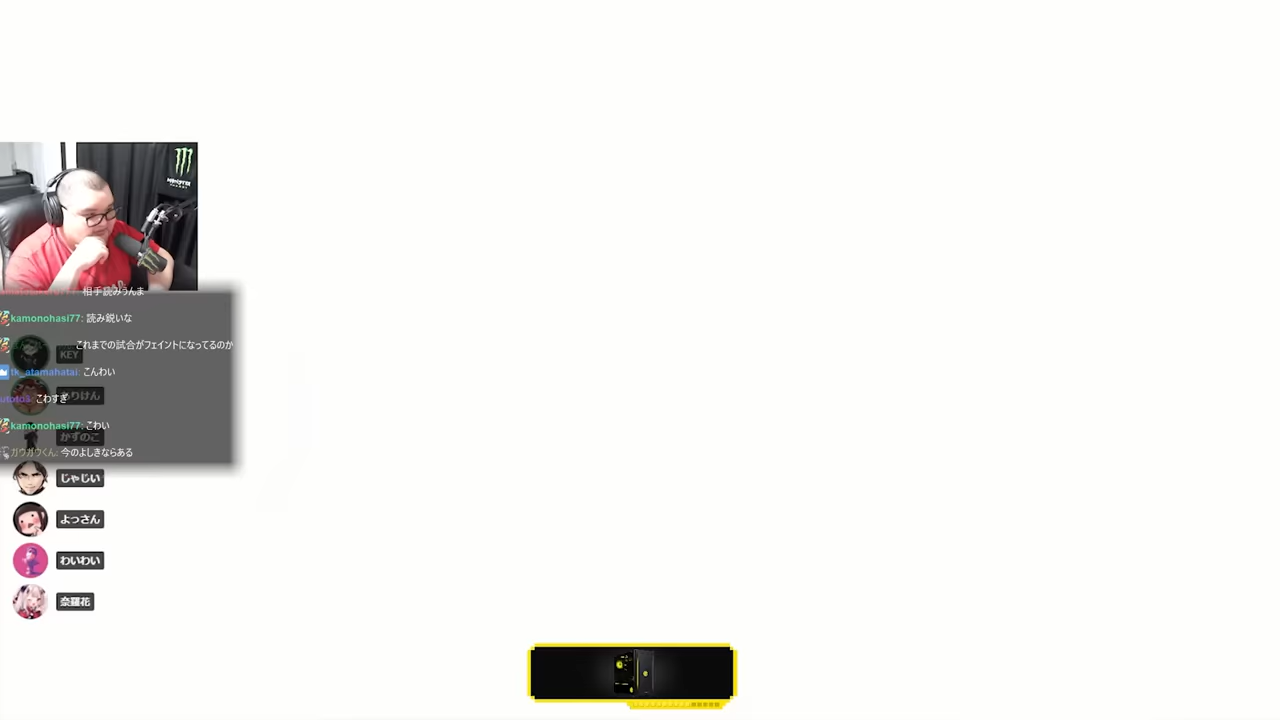 MONSTER
相手読みうんま
kamonohasi77: 読み鋭いな
これまでの試合がフェイントになってるのか
KEY
tk_atamahatai: こんわい
りけん
こわすぎ
kamonohasi77: こわい
かずのこ
ガウガウくん: 今のよしきならある
じゃじい
よっさん
わいわい
奈羅花